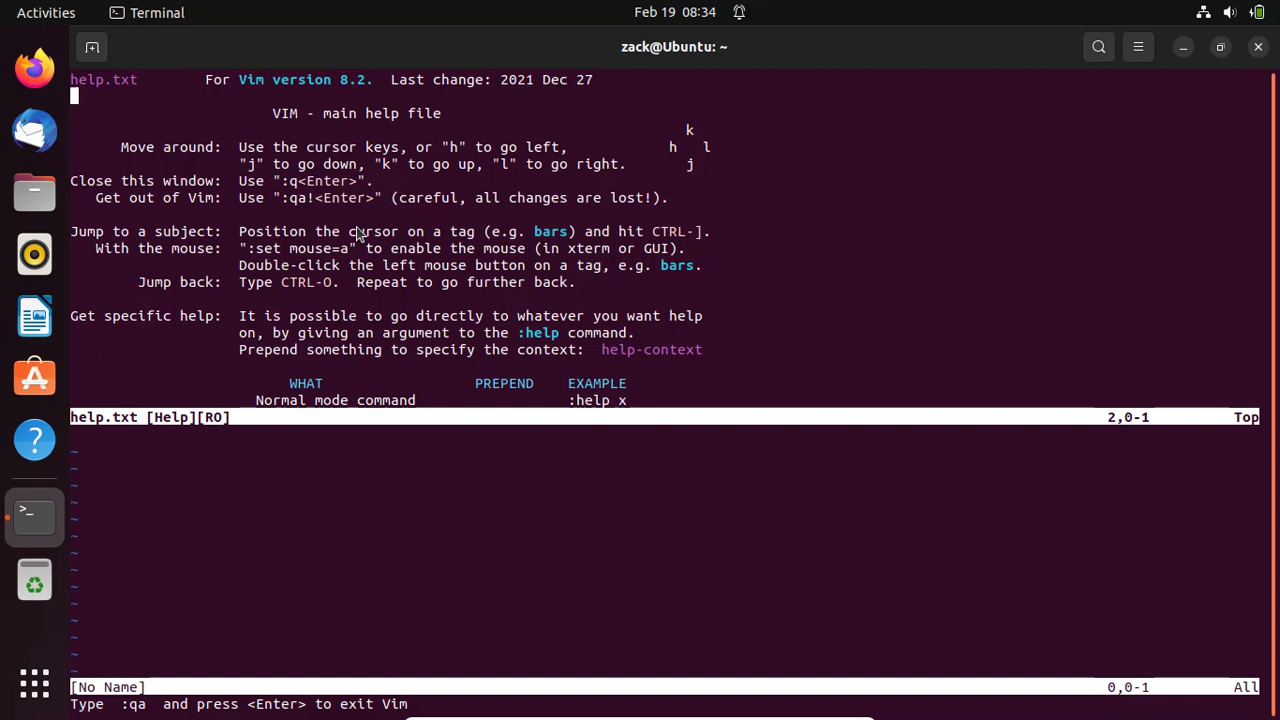 Activities Terminal Feb 19 08:34
zack@Ubuntu: ~
help.txt For Vim version 8.2. Last change: 2021 Dec 27
VIM - main help file
k
Move around: Use the cursor keys, or "h" to go left, h l
"j" to go down, "k" to go up, "l" to go right. j
Close this window: Use ":q<Enter>".
Get out of Vim: Use ":qa!<Enter>" (careful, all changes are lost!).
Jump to a subject: Position the cursor on a tag (e.g. bars) and hit CTRL-].
With the mouse: ":set mouse=a" to enable the mouse (in xterm or GUI).
Double-click the left mouse button on a tag, e.g. bars.
Jump back: Type CTRL-O. Repeat to go further back.
Get specific help: It is possible to go directly to whatever you want help
on, by giving an argument to the :help command.
Prepend something to specify the context: help-context
WHAT PREPEND EXAMPLE
Normal mode command :help x
help.txt [Help][RO] 2,0-1 Top
~
~
~
~
~
~
~
~
~
~
~
~
~
~
[No Name] 0,0-1 All
Type :qa and press <Enter> to exit Vim